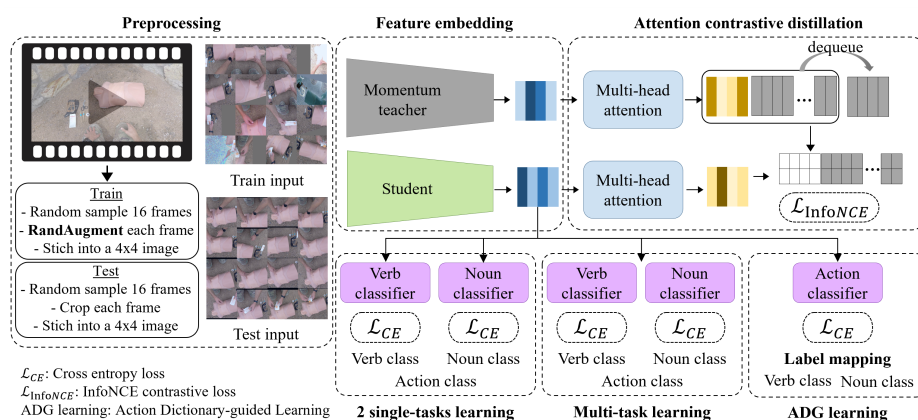 Preprocessing
Feature embedding
Attention contrastive distillation
dequeue
Momentum
teacher
Multi-head
attention
...
Train input
Student
Multi-head
attention
...
ℒInfoNCE
Train
- Random sample 16 frames
- RandAugment each frame
- Stich into a 4x4 image
Test
- Random sample 16 frames
- Crop each frame
- Stich into a 4x4 image
Test input
Verb
classifier
Noun
classifier
Verb
classifier
Noun
classifier
Action
classifier
ℒCE
ℒCE
ℒCE
ℒCE
ℒCE
Verb class
Noun class
Action class
Verb class
Noun class
Action class
Label mapping
Verb class
Noun class
ℒCE: Cross entropy loss
ℒInfoNCE: InfoNCE contrastive loss
ADG learning: Action Dictionary-guided Learning
2 single-tasks learning
Multi-task learning
ADG learning